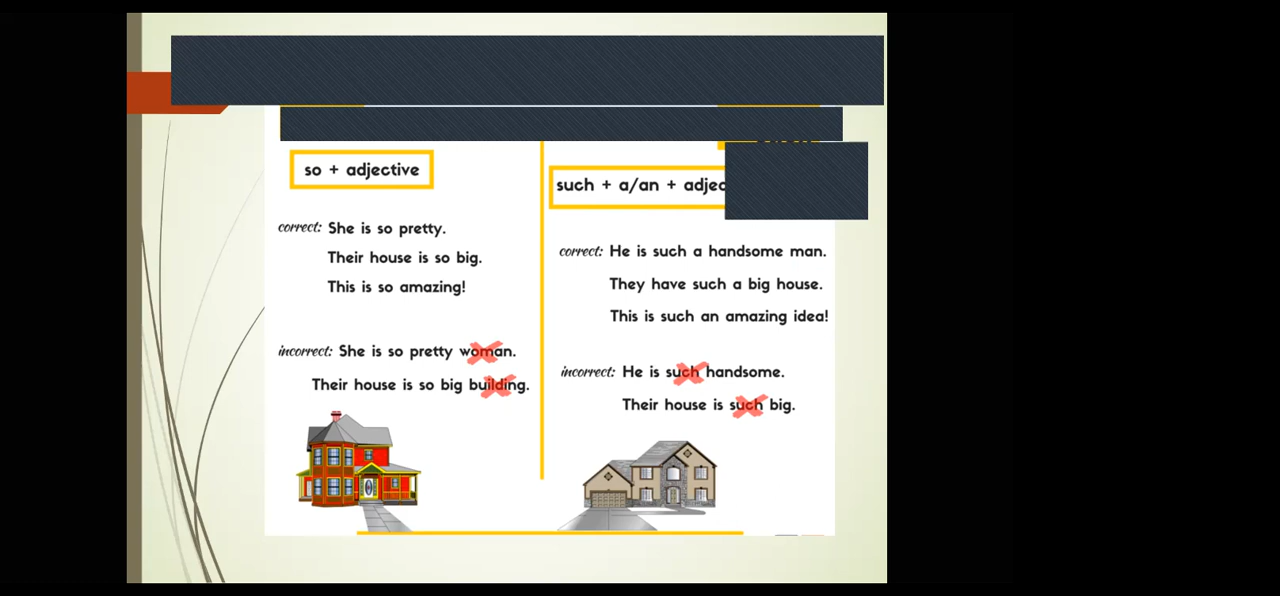 so + adjective
correct: She is so pretty.
Their house is so big.
This is so amazing!
incorrect: She is so pretty woman.
Their house is so big building.
such + a/an + adjec
correct: He is such a handsome man.
They have such a big house.
This is such an amazing idea!
incorrect: He is such handsome.
Their house is such big.